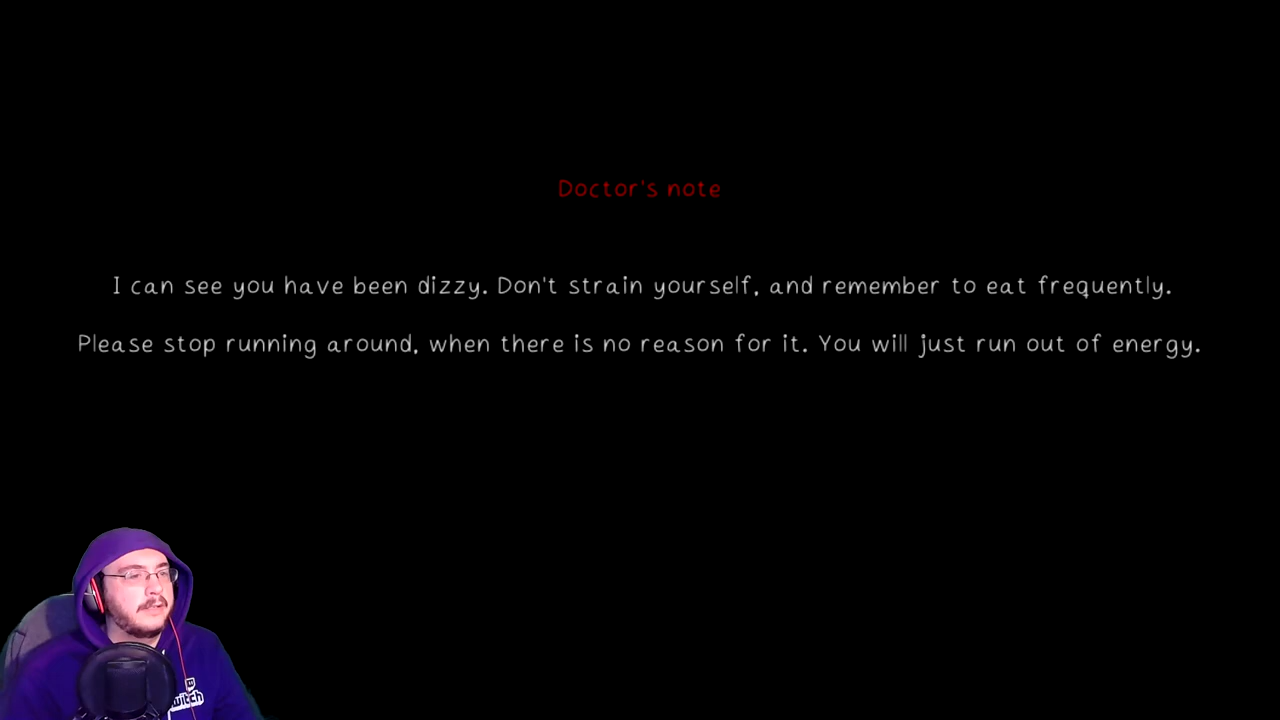 Doctor's note
I can see you have been dizzy. Don't strain yourself, and remember to eat frequently.
Please stop running around, when there is no reason for it. You will just run out of energy.
twitch